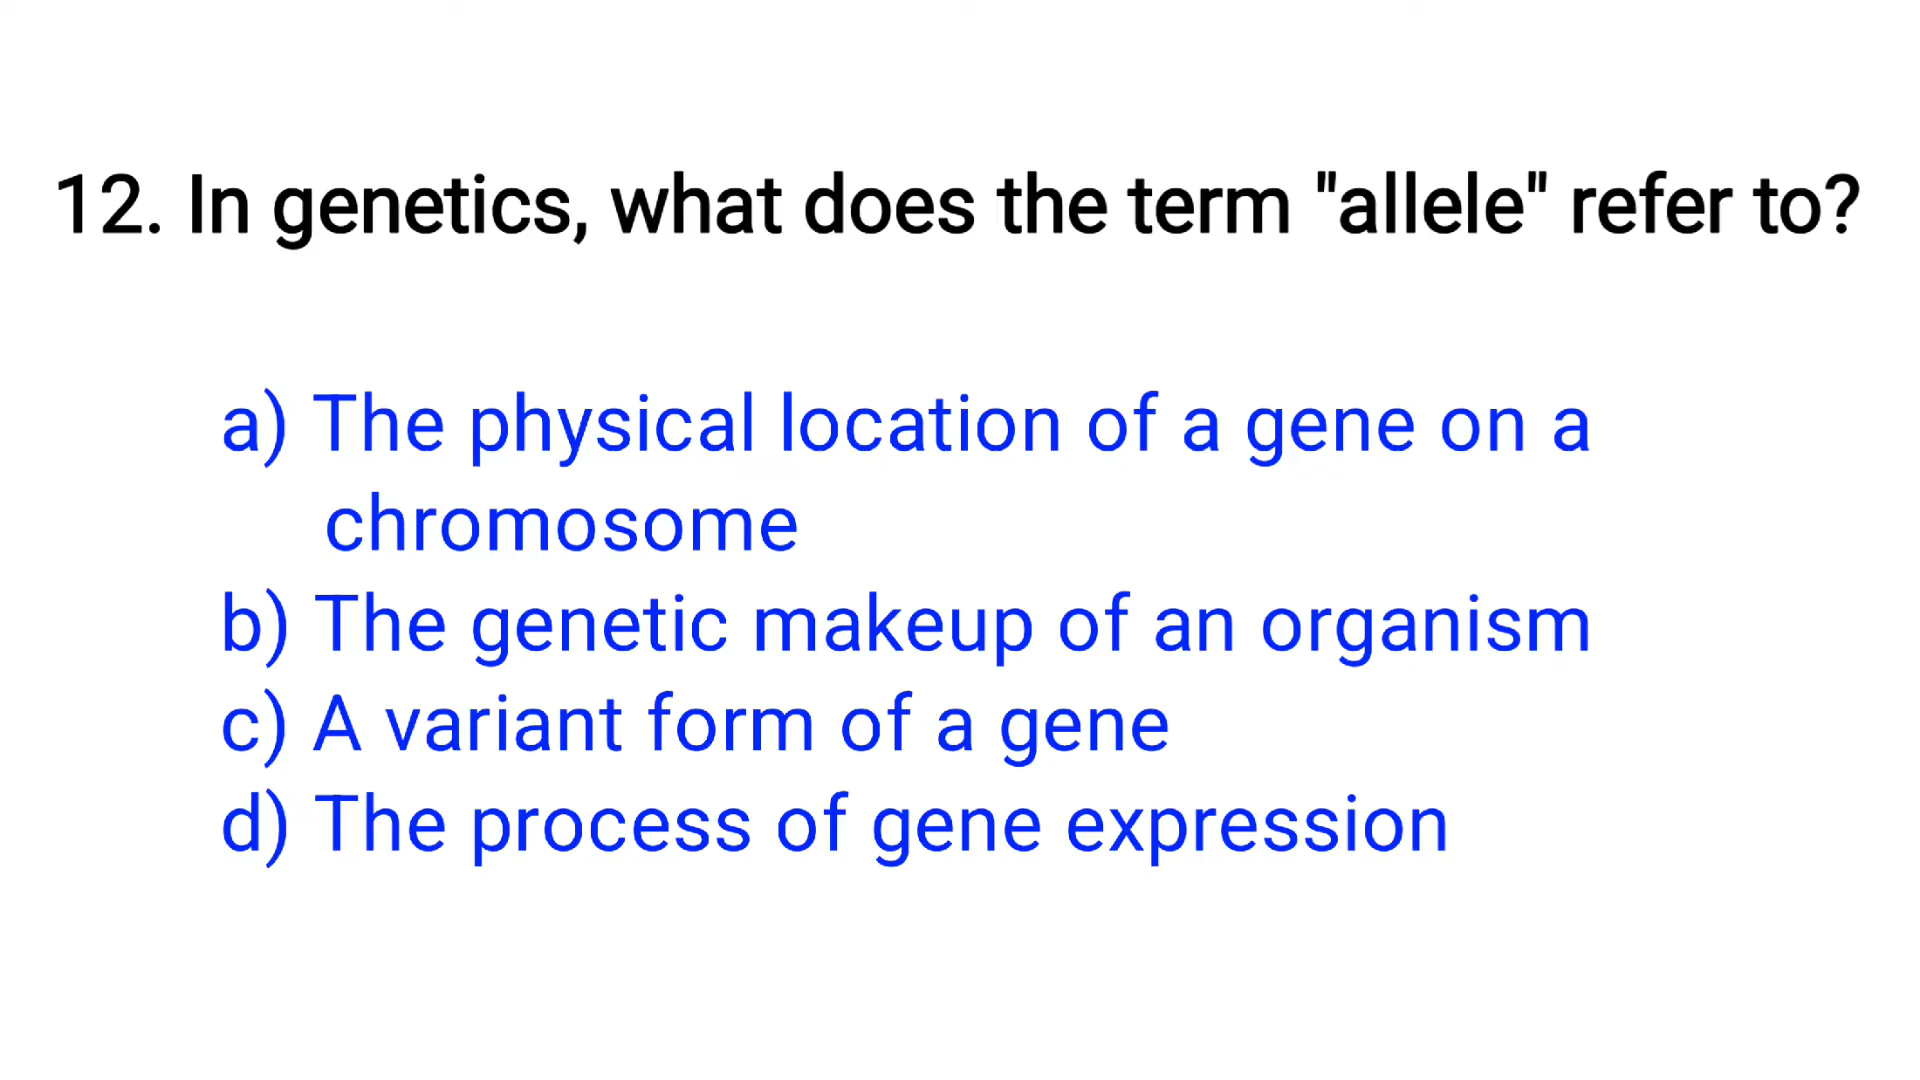 12. In genetics, what does the term "allele" refer to?
a) The physical location of a gene on a
chromosome
b) The genetic makeup of an organism
c) A variant form of a gene
d) The process of gene expression